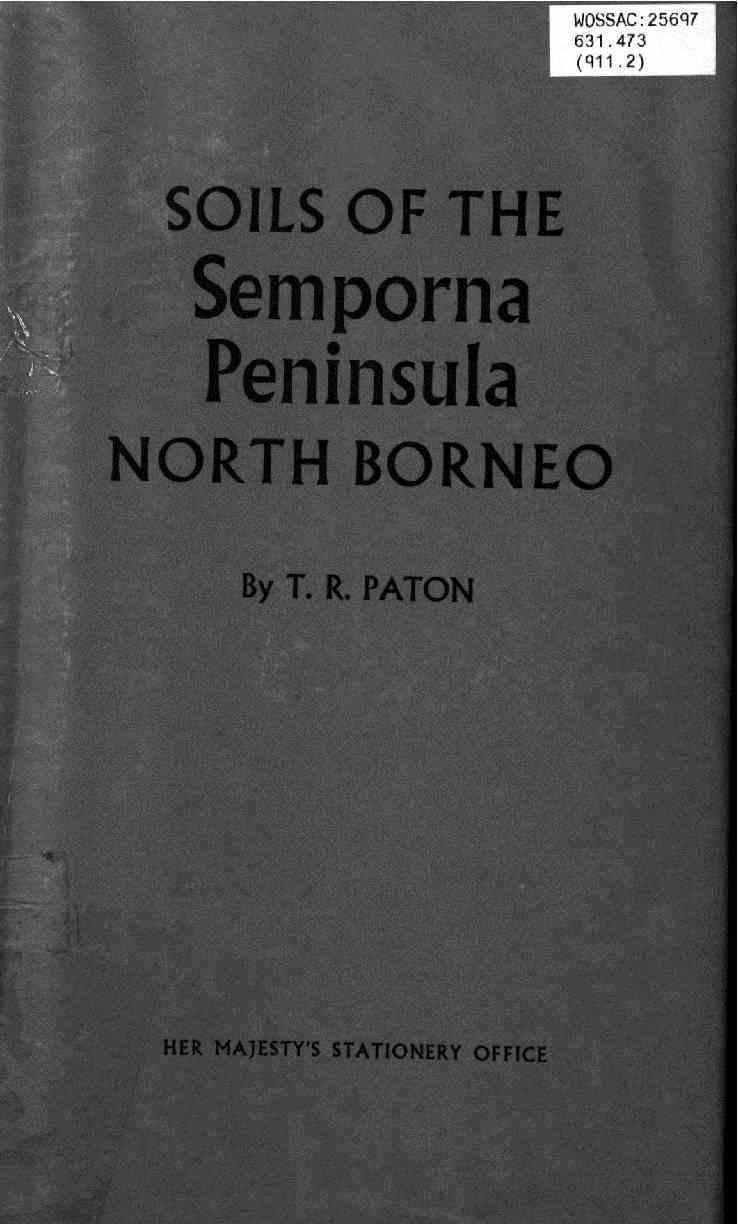 WOSSAC:25697
631.473
(911.2)
SOILS OF THE
Semporna
Peninsula
NORTH BORNEO
By T. R. PATON
HER MAJESTY'S STATIONERY OFFICE